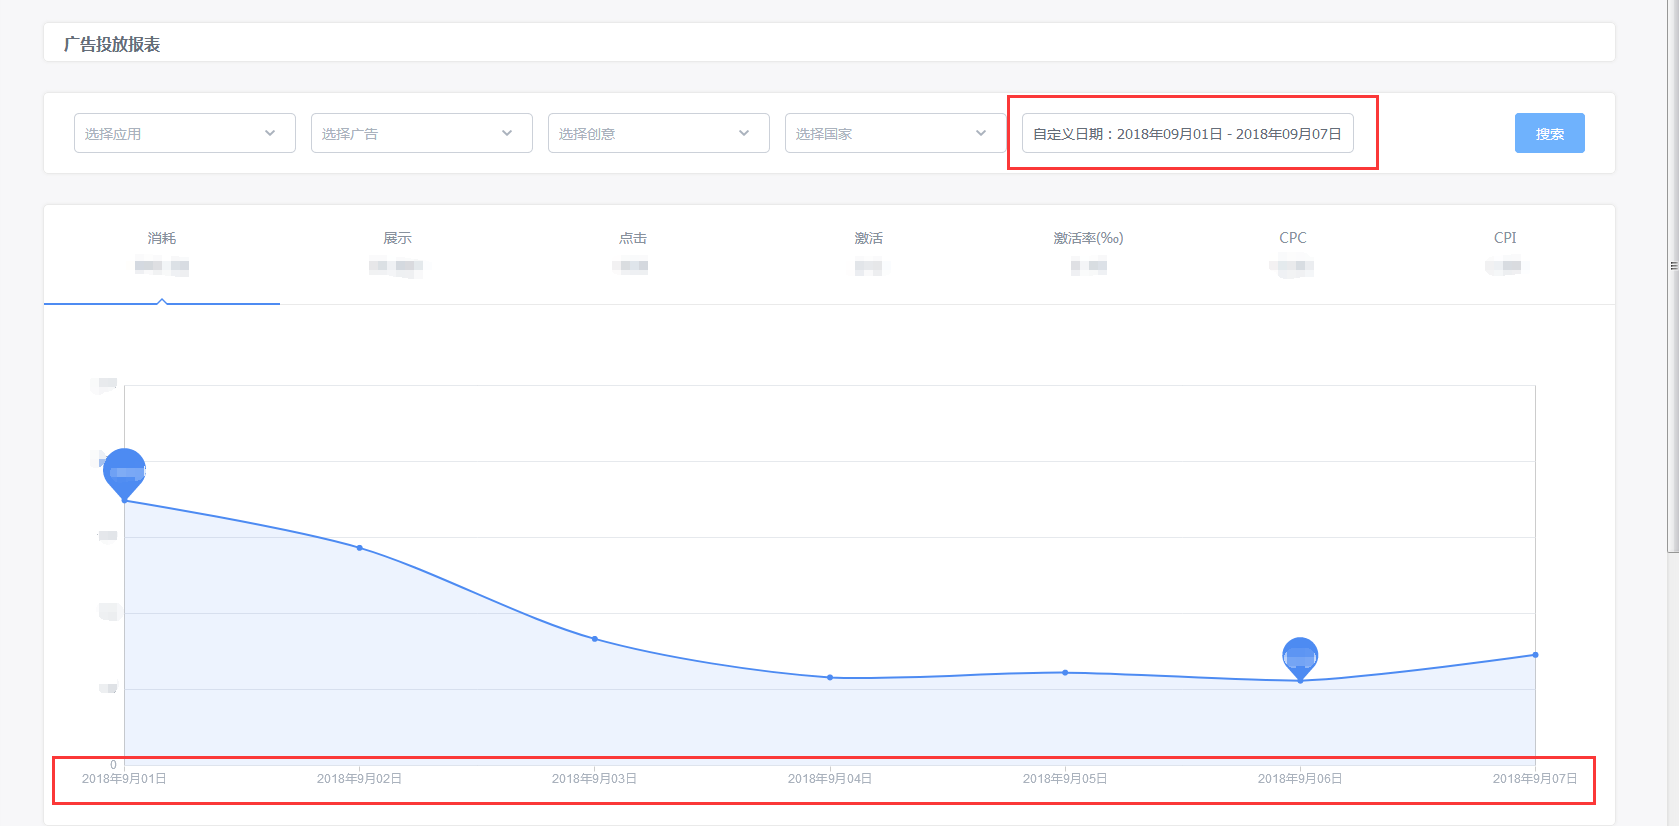 广告投放报表
选择应用 选择广告 选择创意 选择国家 自定义日期：2018年09月01日 - 2018年09月07日 搜索
消耗 展示 点击 激活 激活率(‰) CPC CPI
0
2018年9月01日 2018年9月02日 2018年9月03日 2018年9月04日 2018年9月05日 2018年9月06日 2018年9月07日